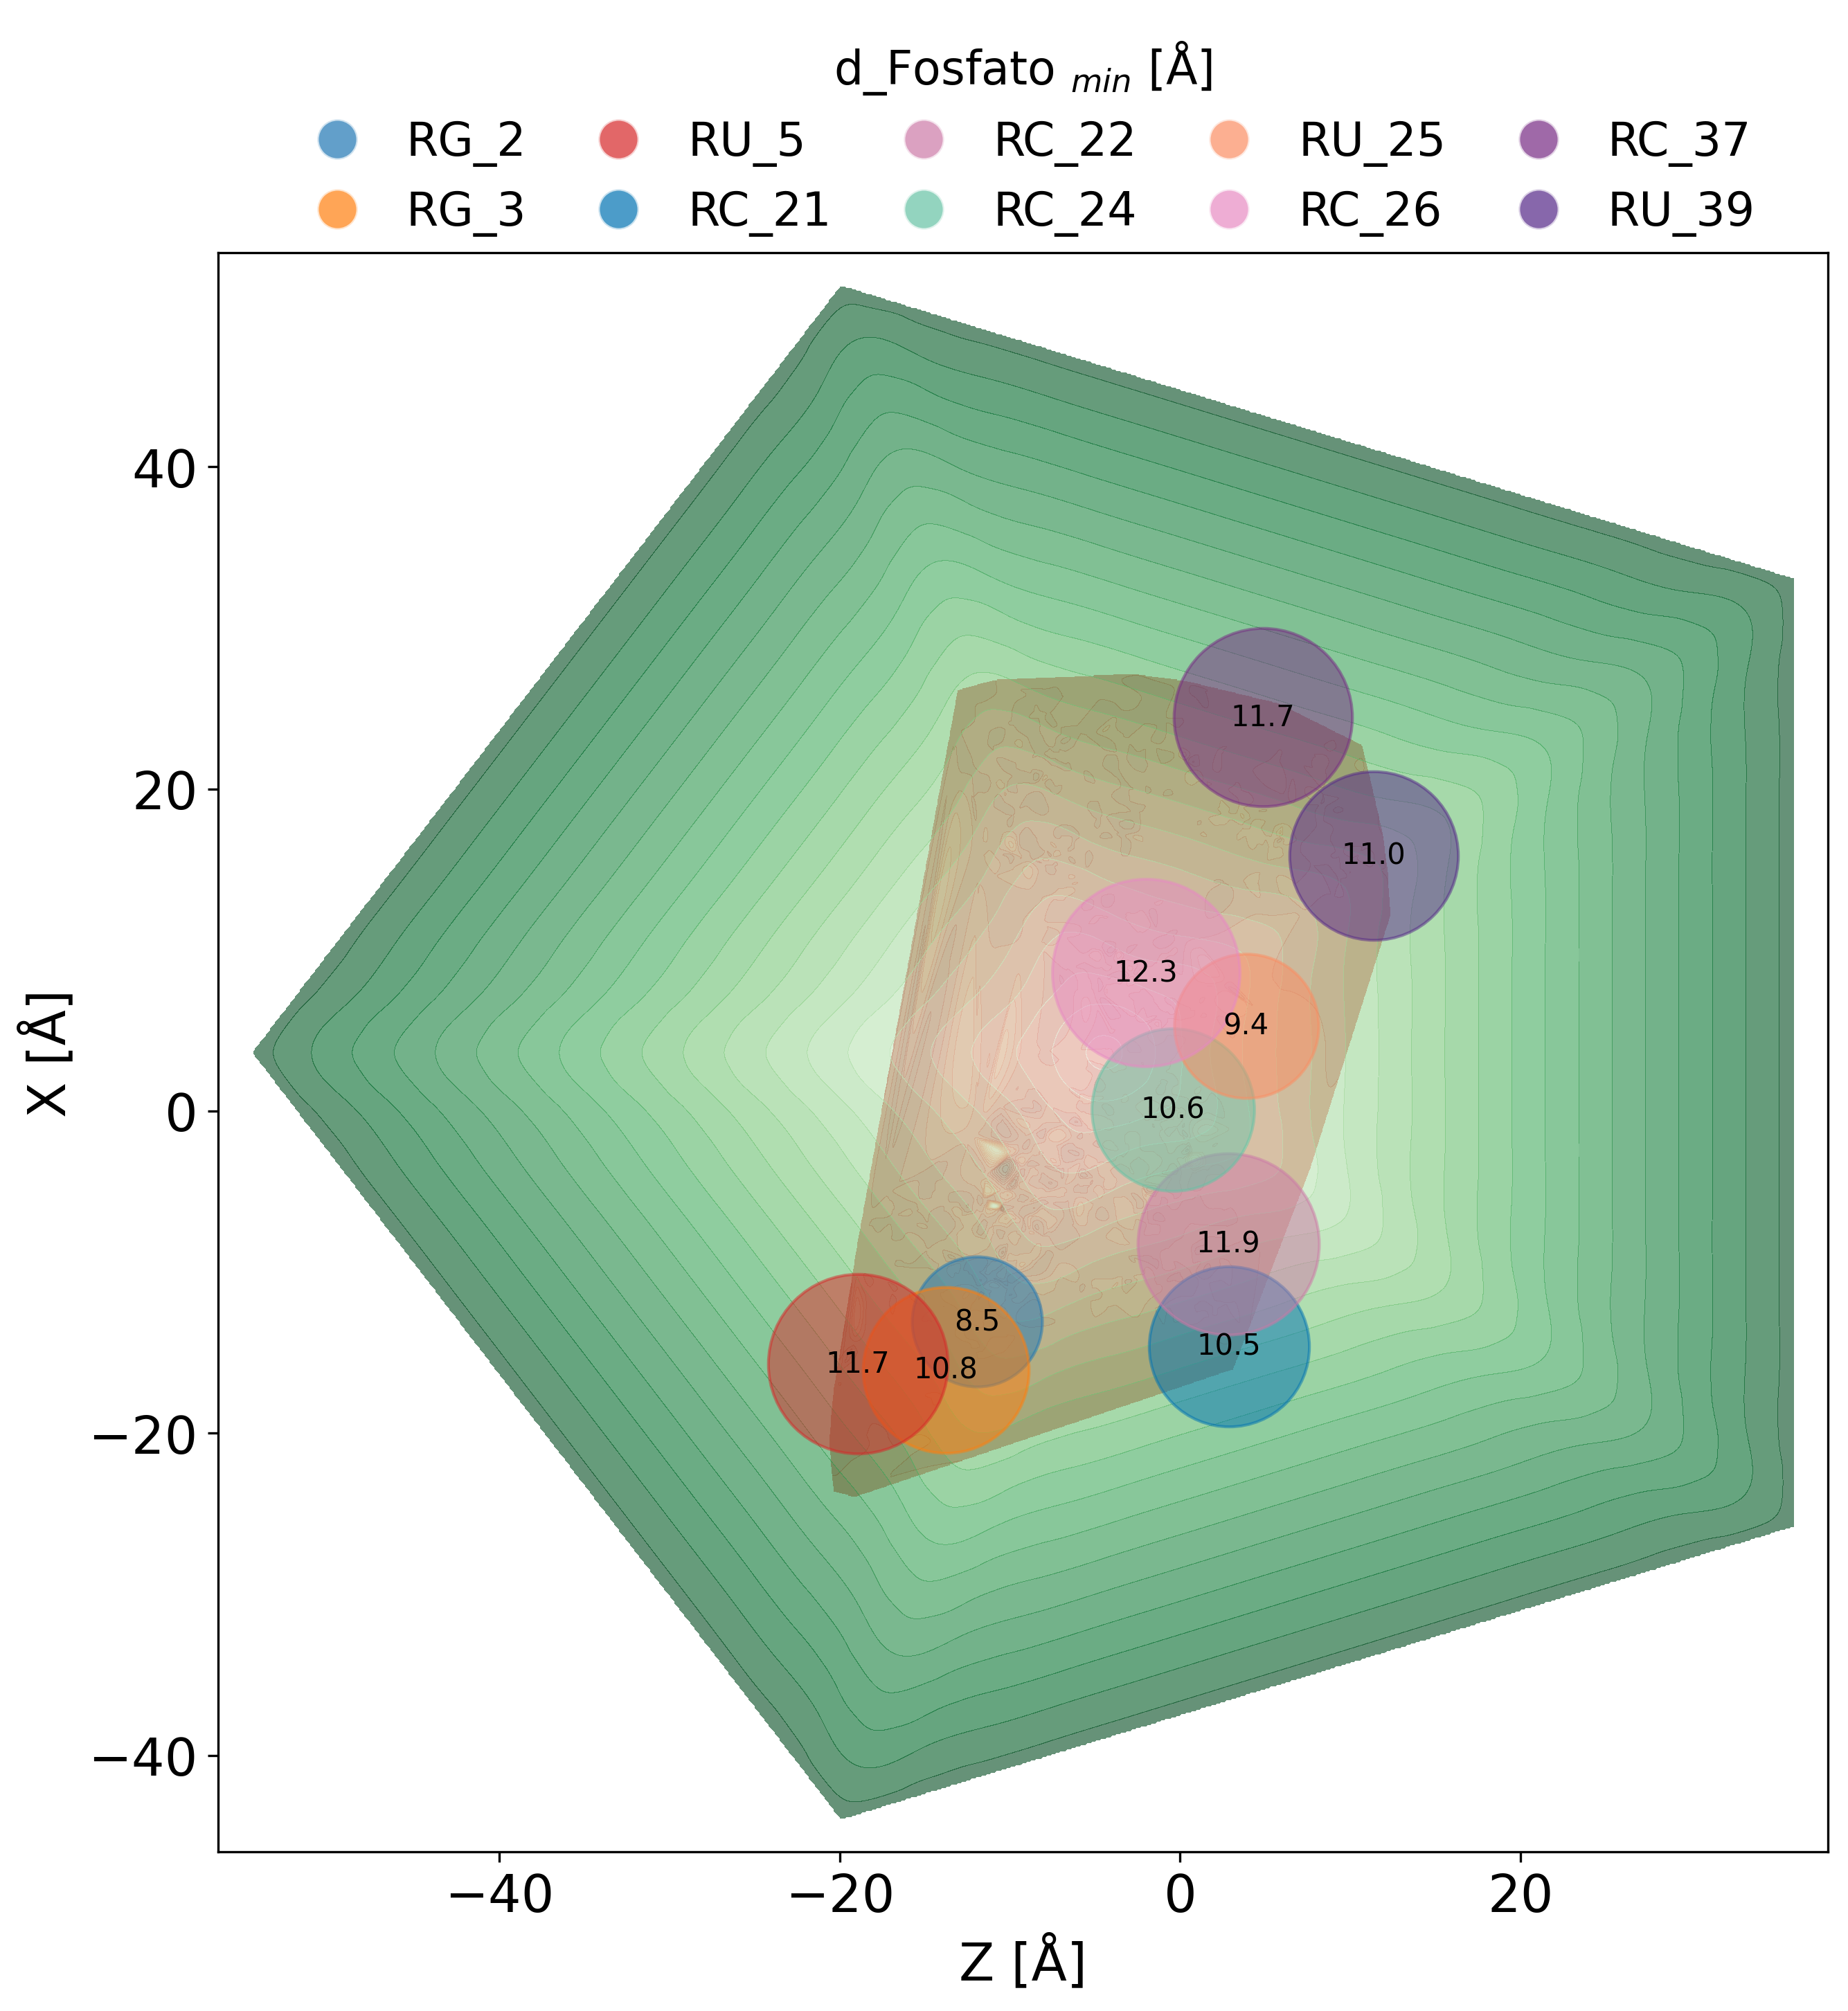 d_Fosfato min [Å]
RG_2 RU_5 RC_22 RU_25 RC_37
RG_3 RC_21 RC_24 RC_26 RU_39
40
11.7
20
11.0
12.3
9.4
X [Å]
0
10.6
11.9
8.5
10.5
11.7
10.8
−20
−40
−40 −20 0 20
Z [Å]